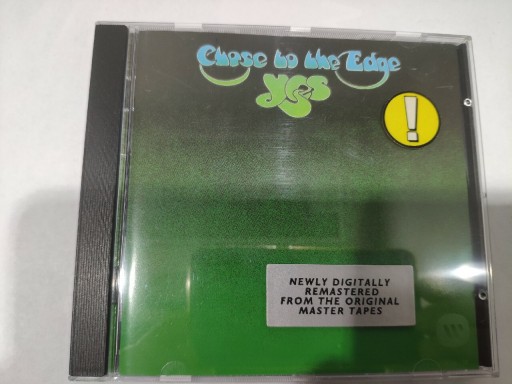 Close to the Edge
yes
!
NEWLY DIGITALLY
REMASTERED
FROM THE ORIGINAL
MASTER TAPES